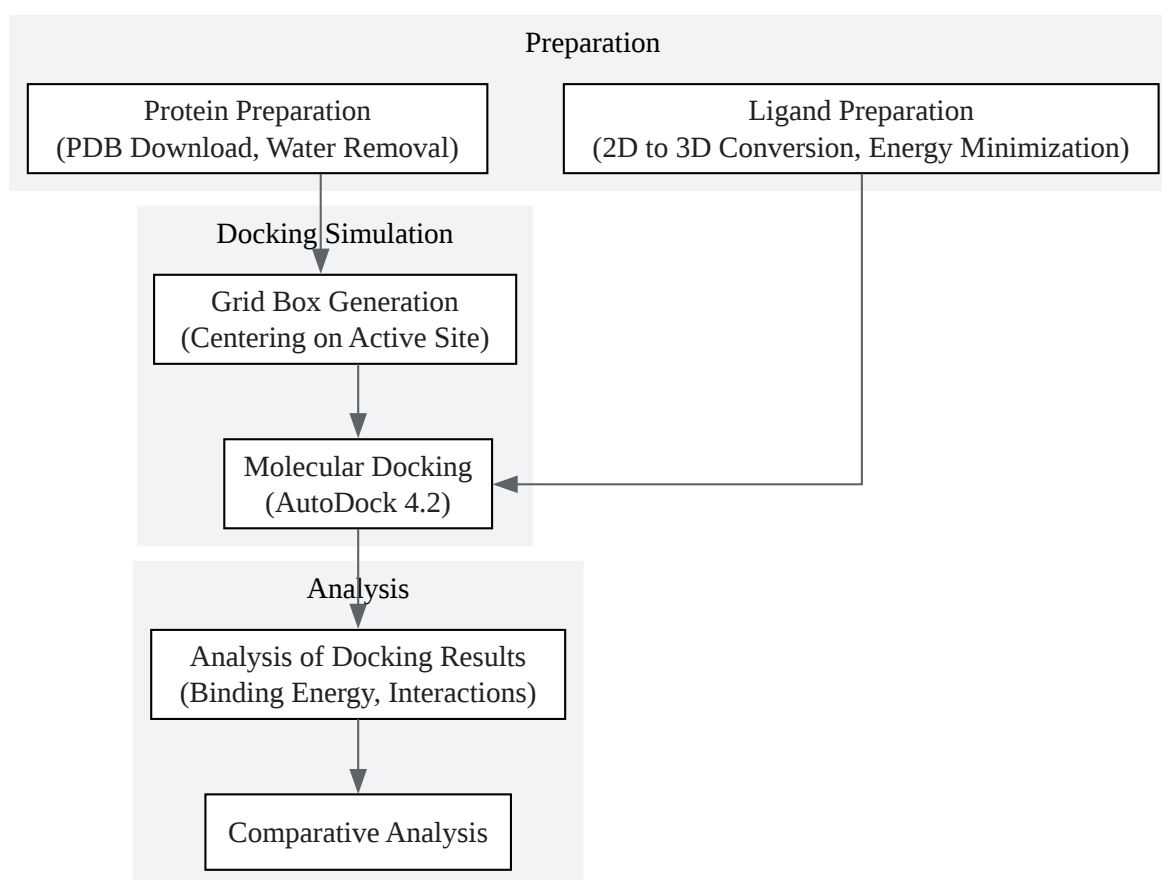 Preparation
Protein Preparation
(PDB Download, Water Removal)
Ligand Preparation
(2D to 3D Conversion, Energy Minimization)
Docking Simulation
Grid Box Generation
(Centering on Active Site)
Molecular Docking
(AutoDock 4.2)
Analysis
Analysis of Docking Results
(Binding Energy, Interactions)
Comparative Analysis